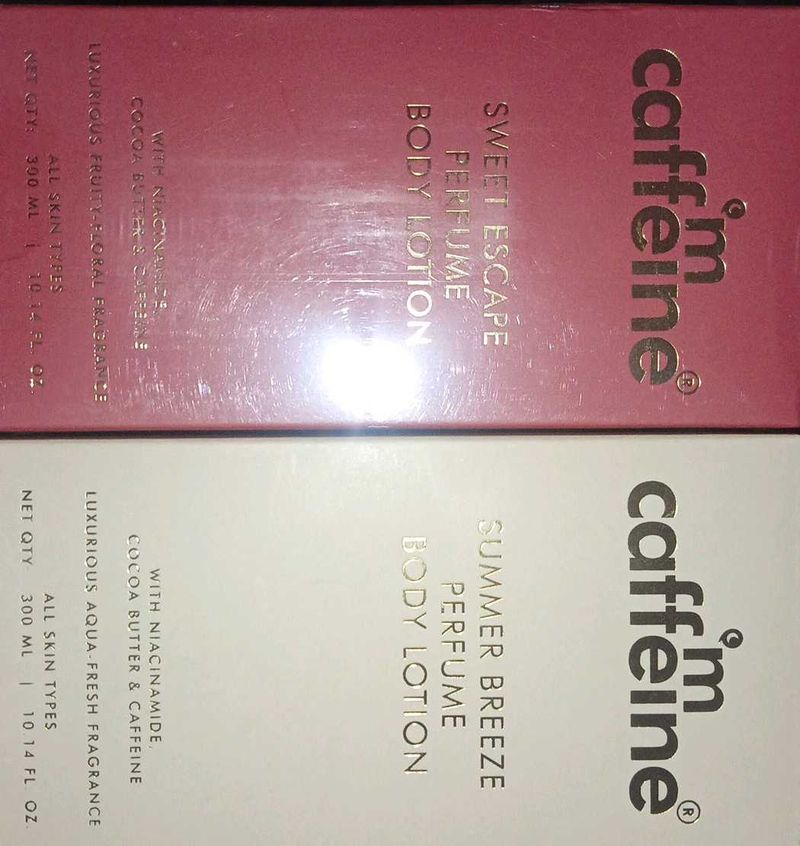 m
caffeine®
SWEET ESCAPE
PERFUME
BODY LOTION
WITH NIACINAMIDE,
COCOA BUTTER & CAFFEINE
LUXURIOUS FRUITY-FLORAL FRAGRANCE
ALL SKIN TYPES
NET QTY: 300 ML | 10.14 FL. OZ.
m
caffeine®
SUMMER BREEZE
PERFUME
BODY LOTION
WITH NIACINAMIDE,
COCOA BUTTER & CAFFEINE
LUXURIOUS AQUA-FRESH FRAGRANCE
ALL SKIN TYPES
NET QTY 300 ML | 10.14 FL. OZ.